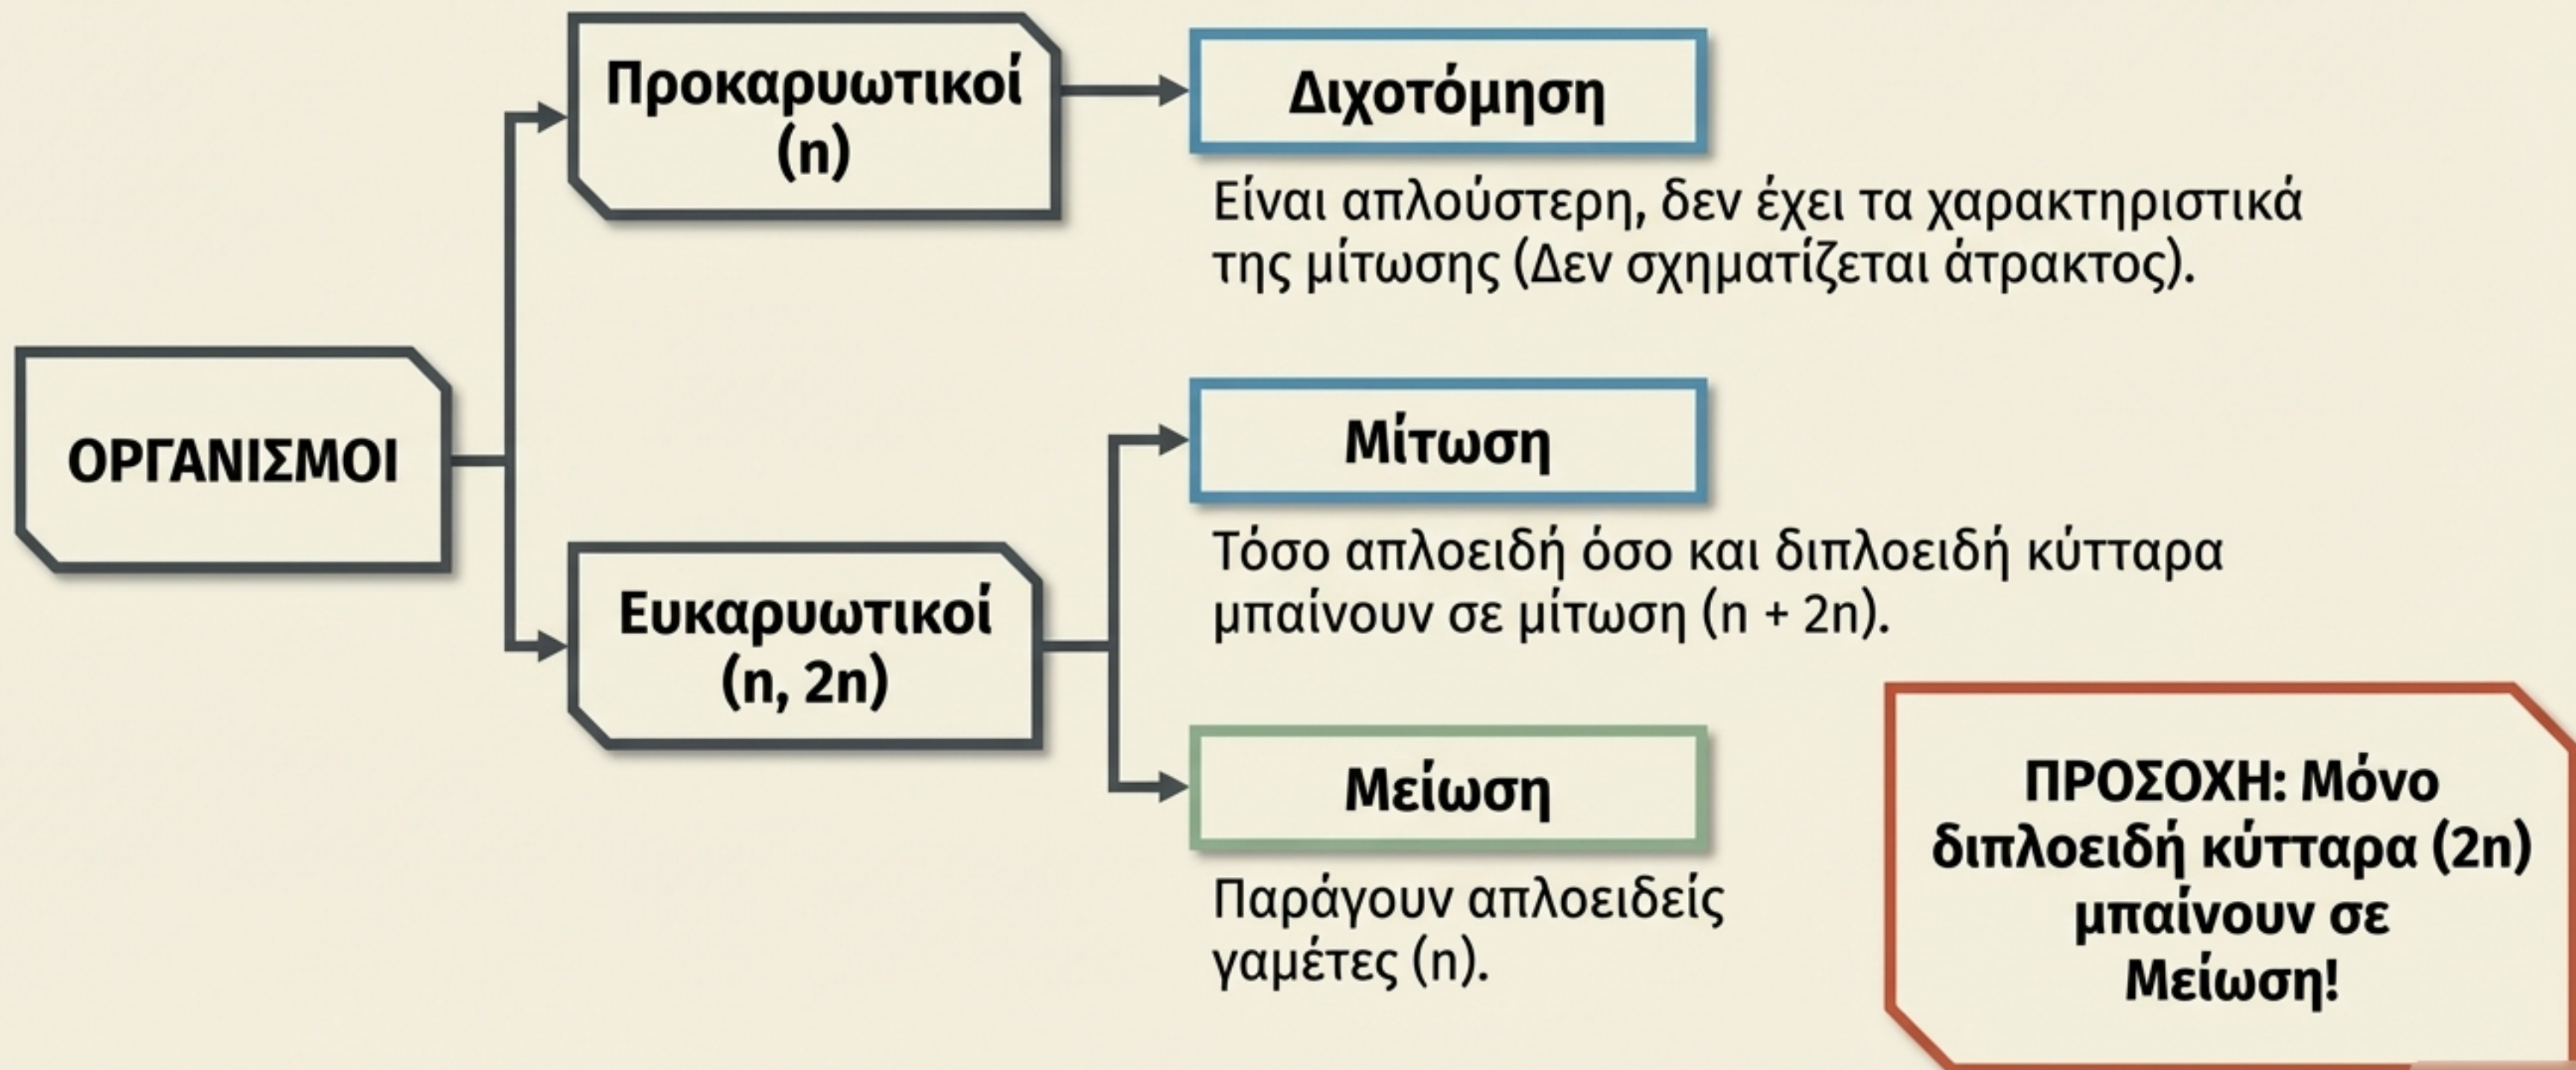 Προκαρυωτικοί
(n)
Διχοτόμηση
Είναι απλούστερη, δεν έχει τα χαρακτηριστικά
της μίτωσης (Δεν σχηματίζεται άτρακτος).
ΟΡΓΑΝΙΣΜΟΙ
Ευκαρυωτικοί
(n, 2n)
Μίτωση
Τόσο απλοειδή όσο και διπλοειδή κύτταρα
μπαίνουν σε μίτωση (n + 2n).
Μείωση
Παράγουν απλοειδείς
γαμέτες (n).
ΠΡΟΣΟΧΗ: Μόνο
διπλοειδή κύτταρα (2n)
μπαίνουν σε
Μείωση!